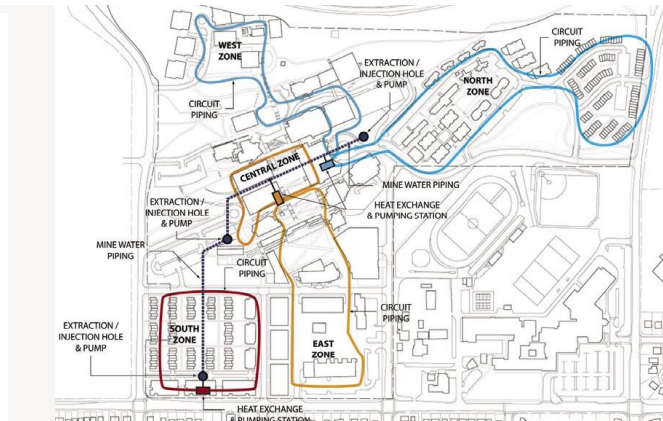 WEST
ZONE
CIRCUIT
PIPING
EXTRACTION /
INJECTION HOLE
& PUMP
CIRCUIT
PIPING
NORTH
ZONE
CENTRAL ZONE
MINE WATER PIPING
HEAT EXCHANGE
& PUMPING STATION
EXTRACTION /
INJECTION HOLE
& PUMP
MINE WATER
PIPING
CIRCUIT
PIPING
CIRCUIT
PIPING
EXTRACTION /
INJECTION HOLE
& PUMP
SOUTH
ZONE
EAST
ZONE
HEAT EXCHANGE
& PUMPING STATION